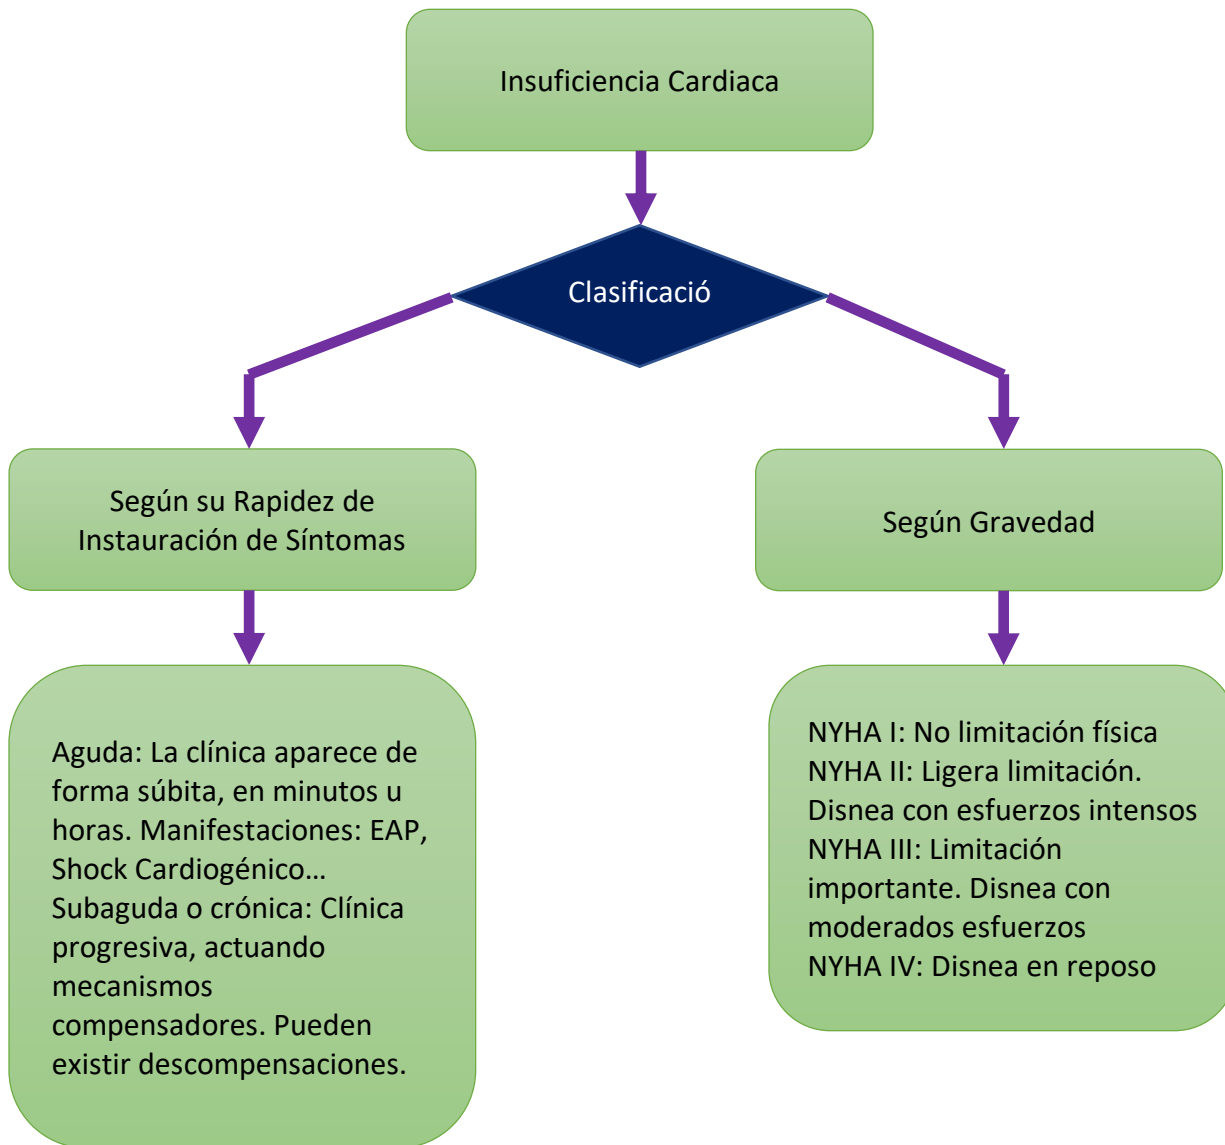 Insuficiencia Cardiaca
Clasificació
Según su Rapidez de
Instauración de Síntomas
Según Gravedad
Aguda: La clínica aparece de
forma súbita, en minutos u
horas. Manifestaciones: EAP,
Shock Cardiogénico…
Subaguda o crónica: Clínica
progresiva, actuando
mecanismos
compensadores. Pueden
existir descompensaciones.
NYHA I: No limitación física
NYHA II: Ligera limitación.
Disnea con esfuerzos intensos
NYHA III: Limitación
importante. Disnea con
moderados esfuerzos
NYHA IV: Disnea en reposo